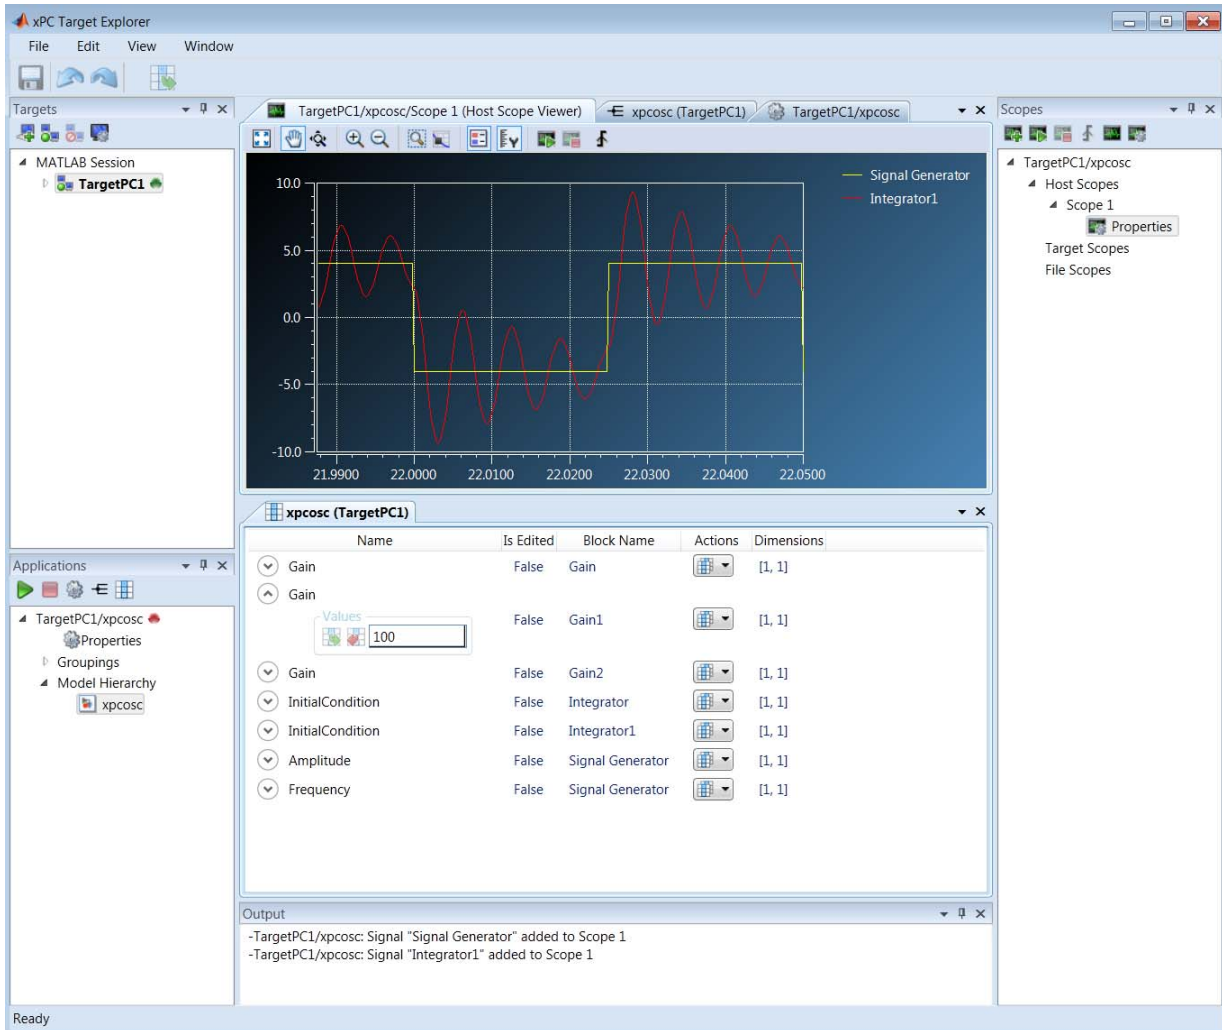 xPC Target Explorer
File Edit View Window
Targets
MATLAB Session
TargetPC1
TargetPC1/xpcosc/Scope 1 (Host Scope Viewer) xpcosc (TargetPC1) TargetPC1/xpcosc
10.0
5.0
0.0
-5.0
-10.0
21.9900 22.0000 22.0100 22.0200 22.0300 22.0400 22.0500
Signal Generator
Integrator1
Scopes
TargetPC1/xpcosc
Host Scopes
Scope 1
Properties
Target Scopes
File Scopes
Applications
TargetPC1/xpcosc
Properties
Groupings
Model Hierarchy
xpcosc
xpcosc (TargetPC1)
Name Is Edited Block Name Actions Dimensions
Gain False Gain [1, 1]
Gain
Values
100
False Gain1 [1, 1]
Gain False Gain2 [1, 1]
InitialCondition False Integrator [1, 1]
InitialCondition False Integrator1 [1, 1]
Amplitude False Signal Generator [1, 1]
Frequency False Signal Generator [1, 1]
Output
-TargetPC1/xpcosc: Signal "Signal Generator" added to Scope 1
-TargetPC1/xpcosc: Signal "Integrator1" added to Scope 1
Ready